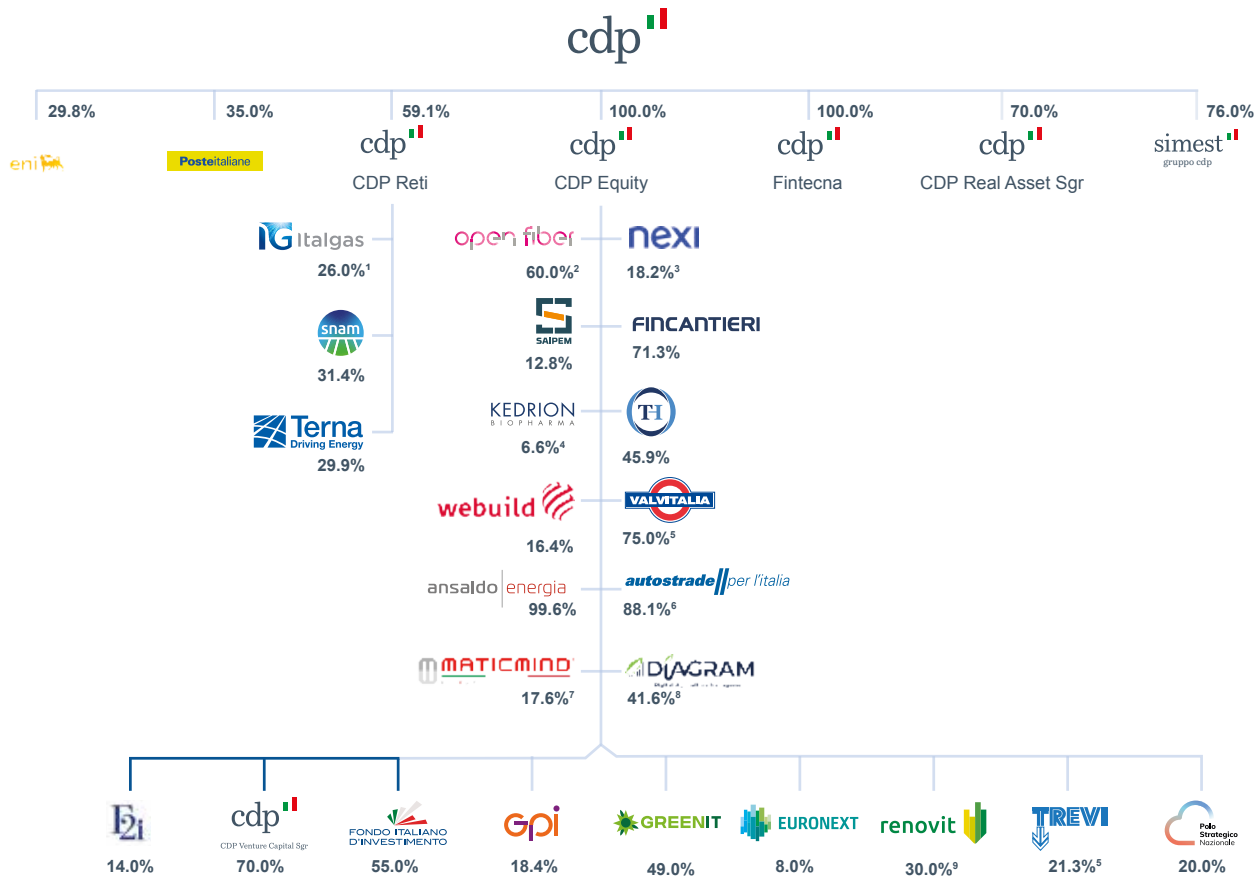 cdp
29.8%
35.0%
59.1%
100.0%
100.0%
70.0%
76.0%
eni
Posteitaliane
cdp
cdp
cdp
cdp
simest
gruppo cdp
CDP Reti
CDP Equity
Fintecna
CDP Real Asset Sgr
IG Italgas
open fiber
nexi
26.0%¹
60.0%²
18.2%³
snam
SAIPEM
FINCANTIERI
31.4%
12.8%
71.3%
Terna
Driving Energy
KEDRION
BIOPHARMA
TH
29.9%
6.6%⁴
45.9%
webuild
VALVITALIA
16.4%
75.0%⁵
ansaldo energia
autostrade per l'italia
99.6%
88.1%⁶
MATICMIND
DIAGRAM
17.6%⁷
41.6%⁸
F2i
cdp
CDP Venture Capital Sgr
FONDO ITALIANO
D'INVESTIMENTO
GPI
GREENIT
EURONEXT
renovit
TREVI
Polo
Strategico
Nazionale
14.0%
70.0%
55.0%
18.4%
49.0%
8.0%
30.0%⁹
21.3%⁵
20.0%